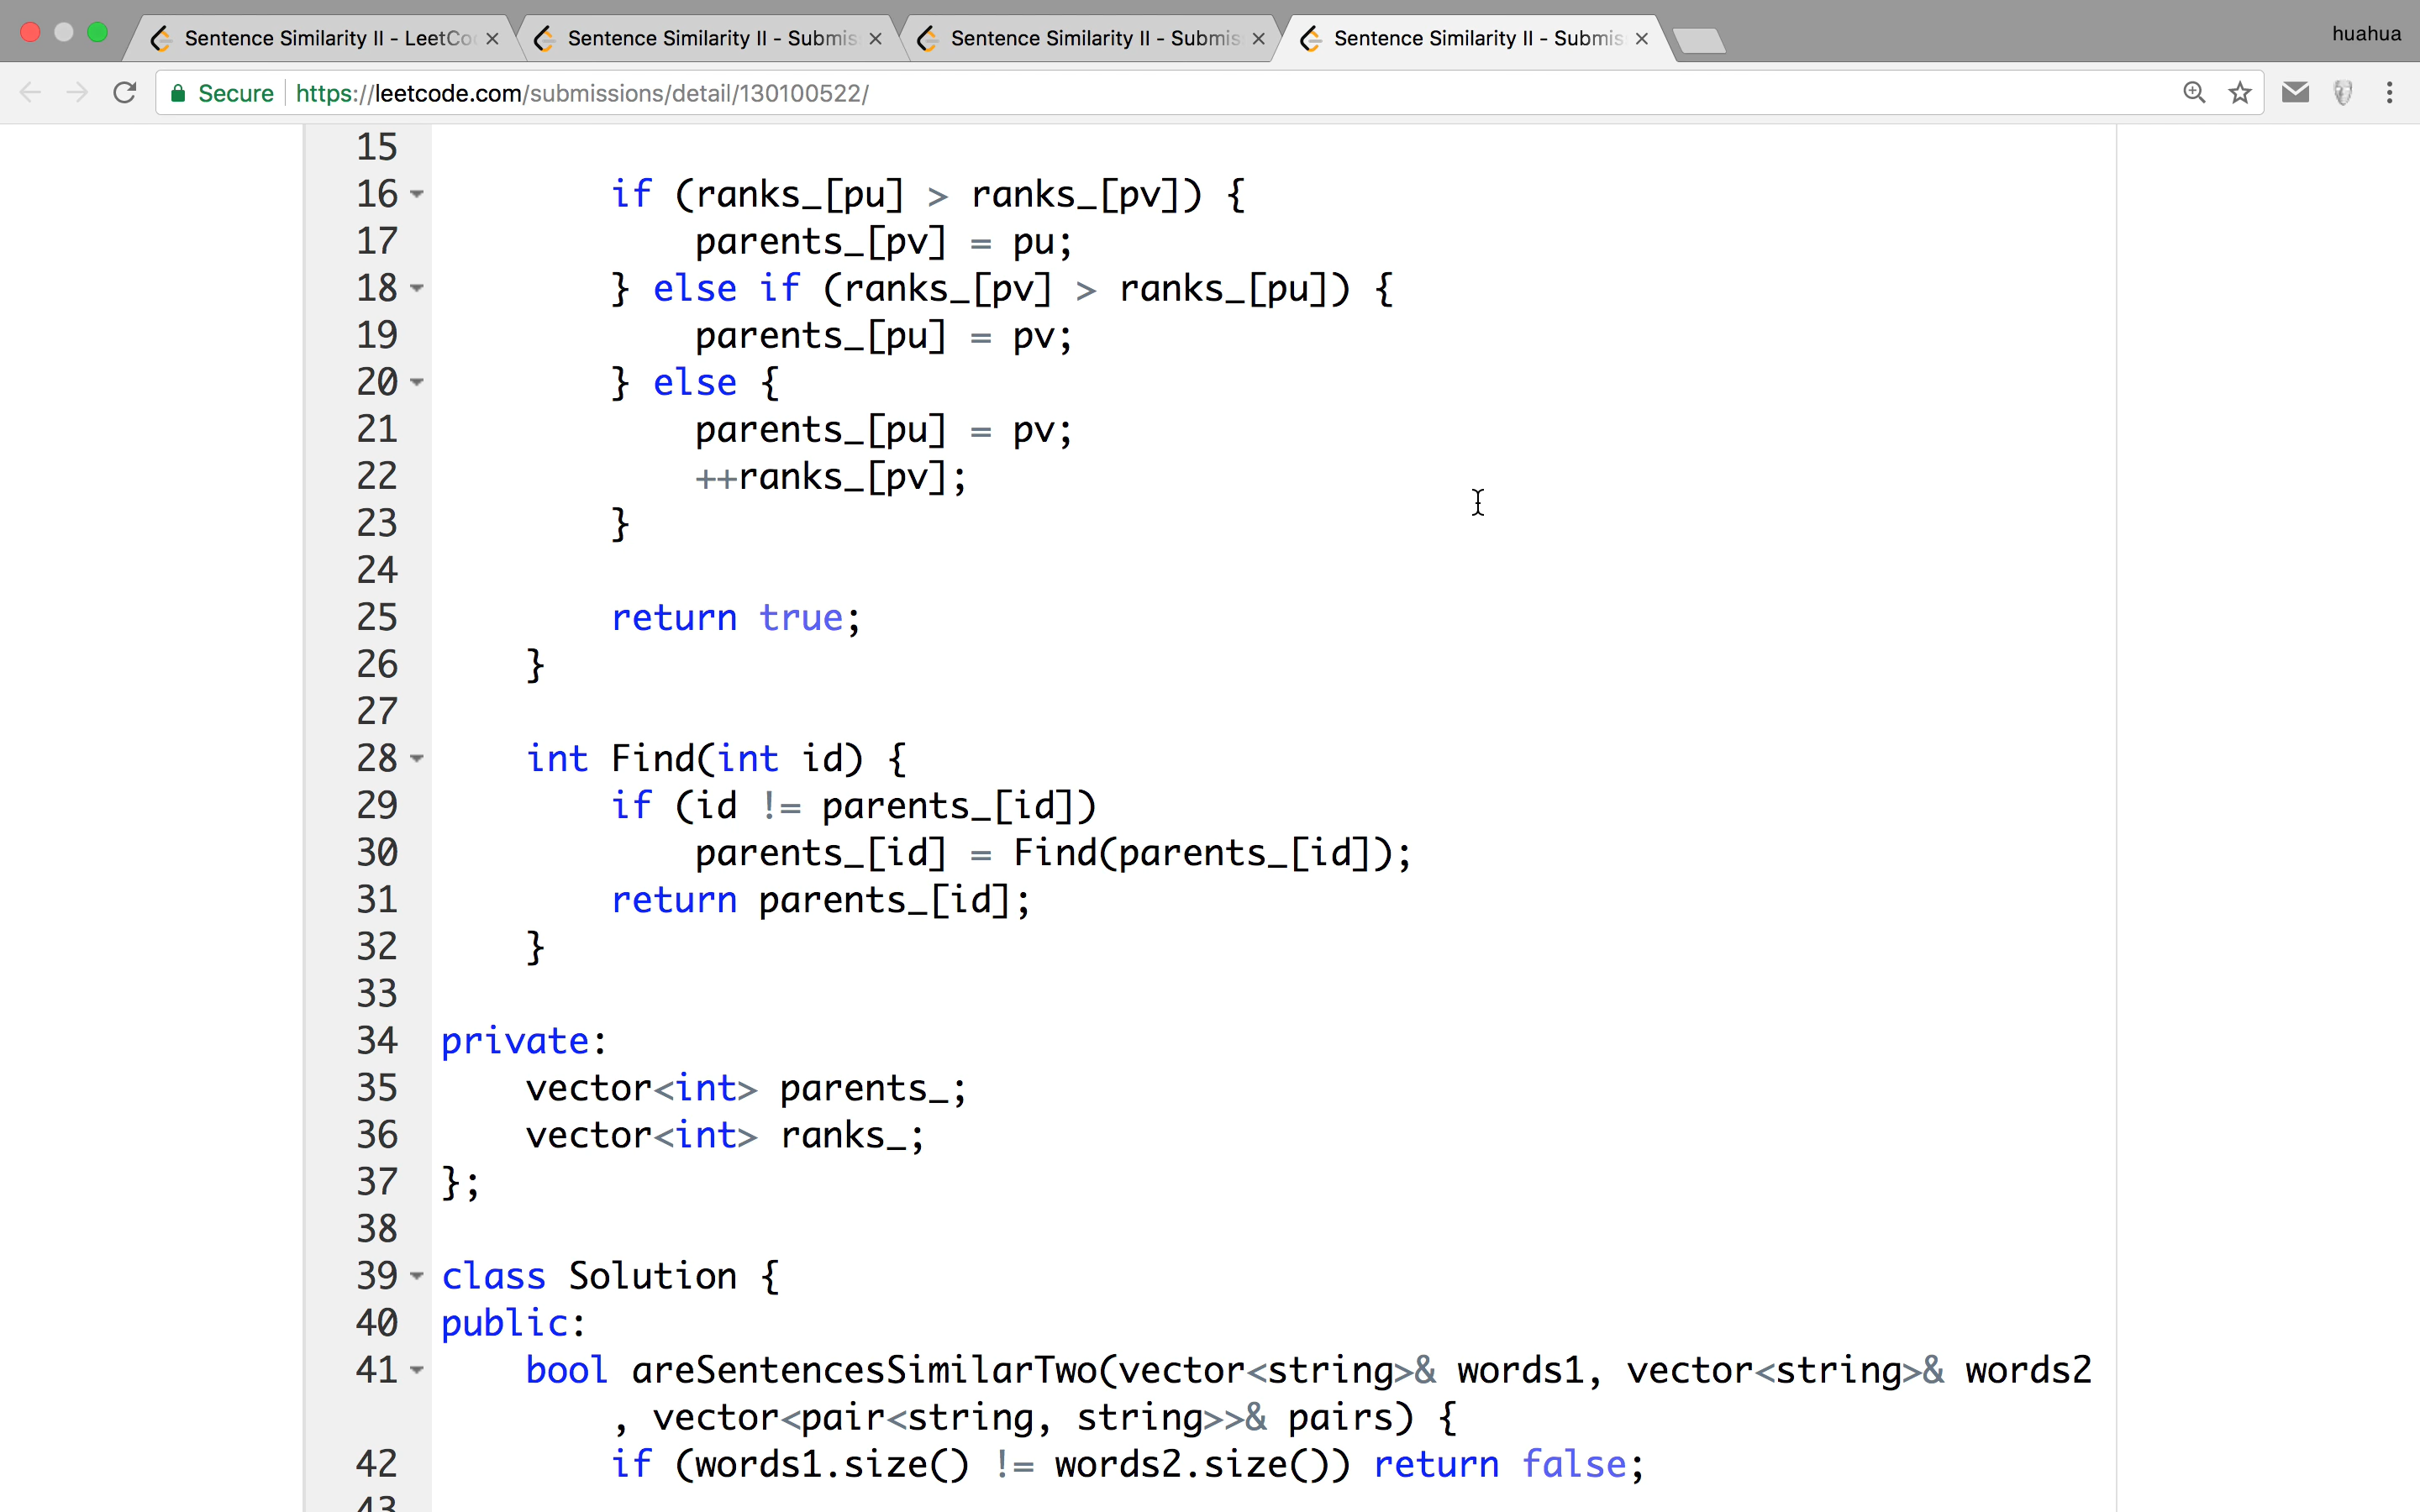 Sentence Similarity II - LeetCo
Sentence Similarity II - Submis
Sentence Similarity II - Submis
Sentence Similarity II - Submis
huahua
Secure https://leetcode.com/submissions/detail/130100522/
15
16 if (ranks_[pu] > ranks_[pv]) {
17 parents_[pv] = pu;
18 } else if (ranks_[pv] > ranks_[pu]) {
19 parents_[pu] = pv;
20 } else {
21 parents_[pu] = pv;
22 ++ranks_[pv];
23 }
24
25 return true;
26 }
27
28 int Find(int id) {
29 if (id != parents_[id])
30 parents_[id] = Find(parents_[id]);
31 return parents_[id];
32 }
33
34 private:
35 vector<int> parents_;
36 vector<int> ranks_;
37 };
38
39 class Solution {
40 public:
41 bool areSentencesSimilarTwo(vector<string>& words1, vector<string>& words2
, vector<pair<string, string>>& pairs) {
42 if (words1.size() != words2.size()) return false;
43